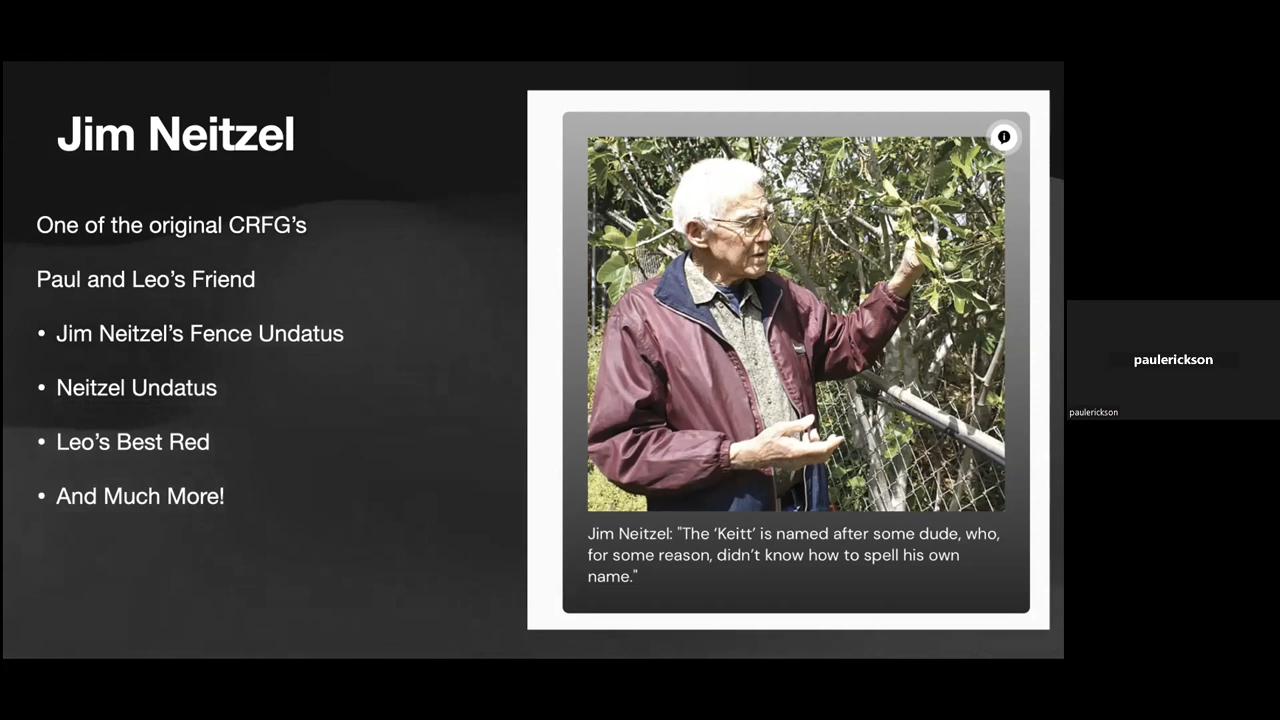 Jim Neitzel
One of the original CRFG’s
Paul and Leo’s Friend
• Jim Neitzel’s Fence Undatus
• Neitzel Undatus
• Leo’s Best Red
• And Much More!
Jim Neitzel: "The ‘Keitt’ is named after some dude, who,
for some reason, didn’t know how to spell his own
name."
paulerickson
paulerickson